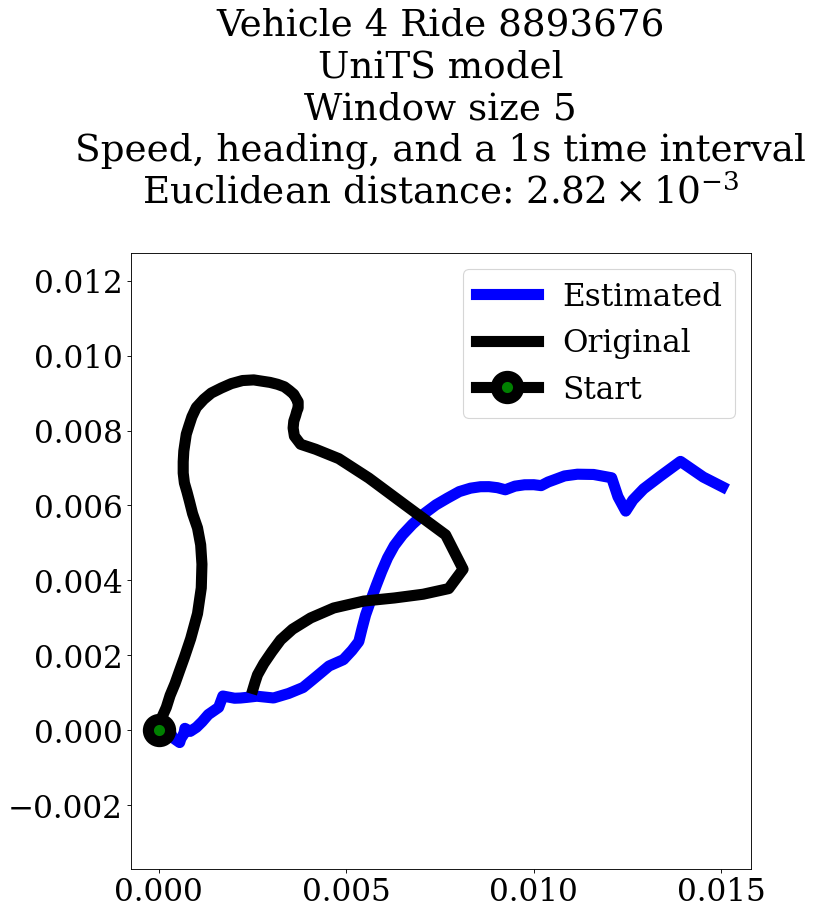 Vehicle 4 Ride 8893676
UniTS model
Window size 5
Speed, heading, and a 1s time interval
Euclidean distance: 2.82 × 10⁻³
Estimated
Original
Start
0.012
0.010
0.008
0.006
0.004
0.002
0.000
−0.002
0.000 0.005 0.010 0.015